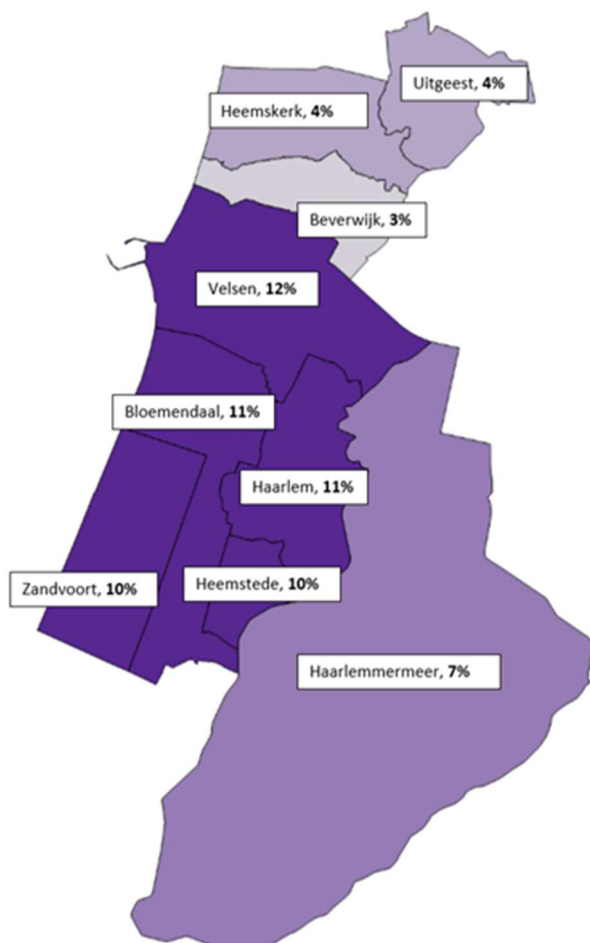 Uitgeest, 4%
Heemskerk, 4%
Beverwijk, 3%
Velsen, 12%
Bloemendaal, 11%
Haarlem, 11%
Zandvoort, 10%
Heemstede, 10%
Haarlemmermeer, 7%